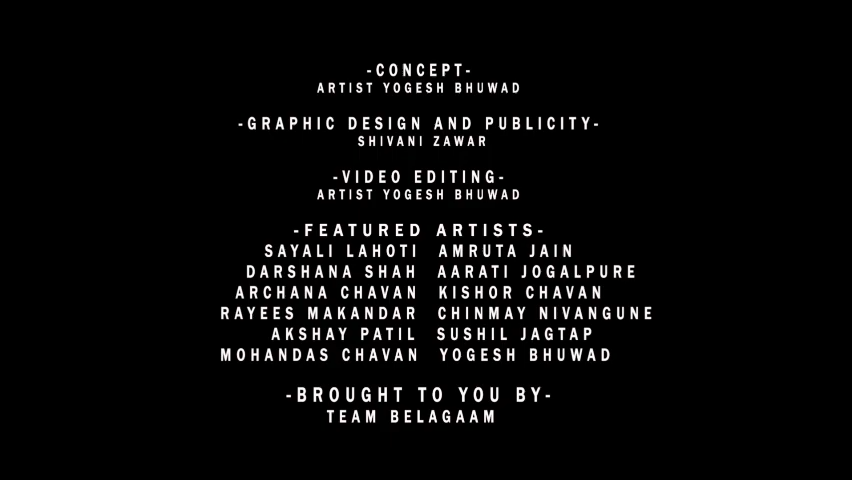 -CONCEPT-
ARTIST YOGESH BHUWAD
-GRAPHIC DESIGN AND PUBLICITY-
SHIVANI ZAWAR
-VIDEO EDITING-
ARTIST YOGESH BHUWAD
-FEATURED ARTISTS-
SAYALI LAHOTI AMRUTA JAIN
DARSHANA SHAH AARATI JOGALPURE
ARCHANA CHAVAN KISHOR CHAVAN
RAYEES MAKANDAR CHINMAY NIVANGUNE
AKSHAY PATIL SUSHIL JAGTAP
MOHANDAS CHAVAN YOGESH BHUWAD
-BROUGHT TO YOU BY-
TEAM BELAGAAM